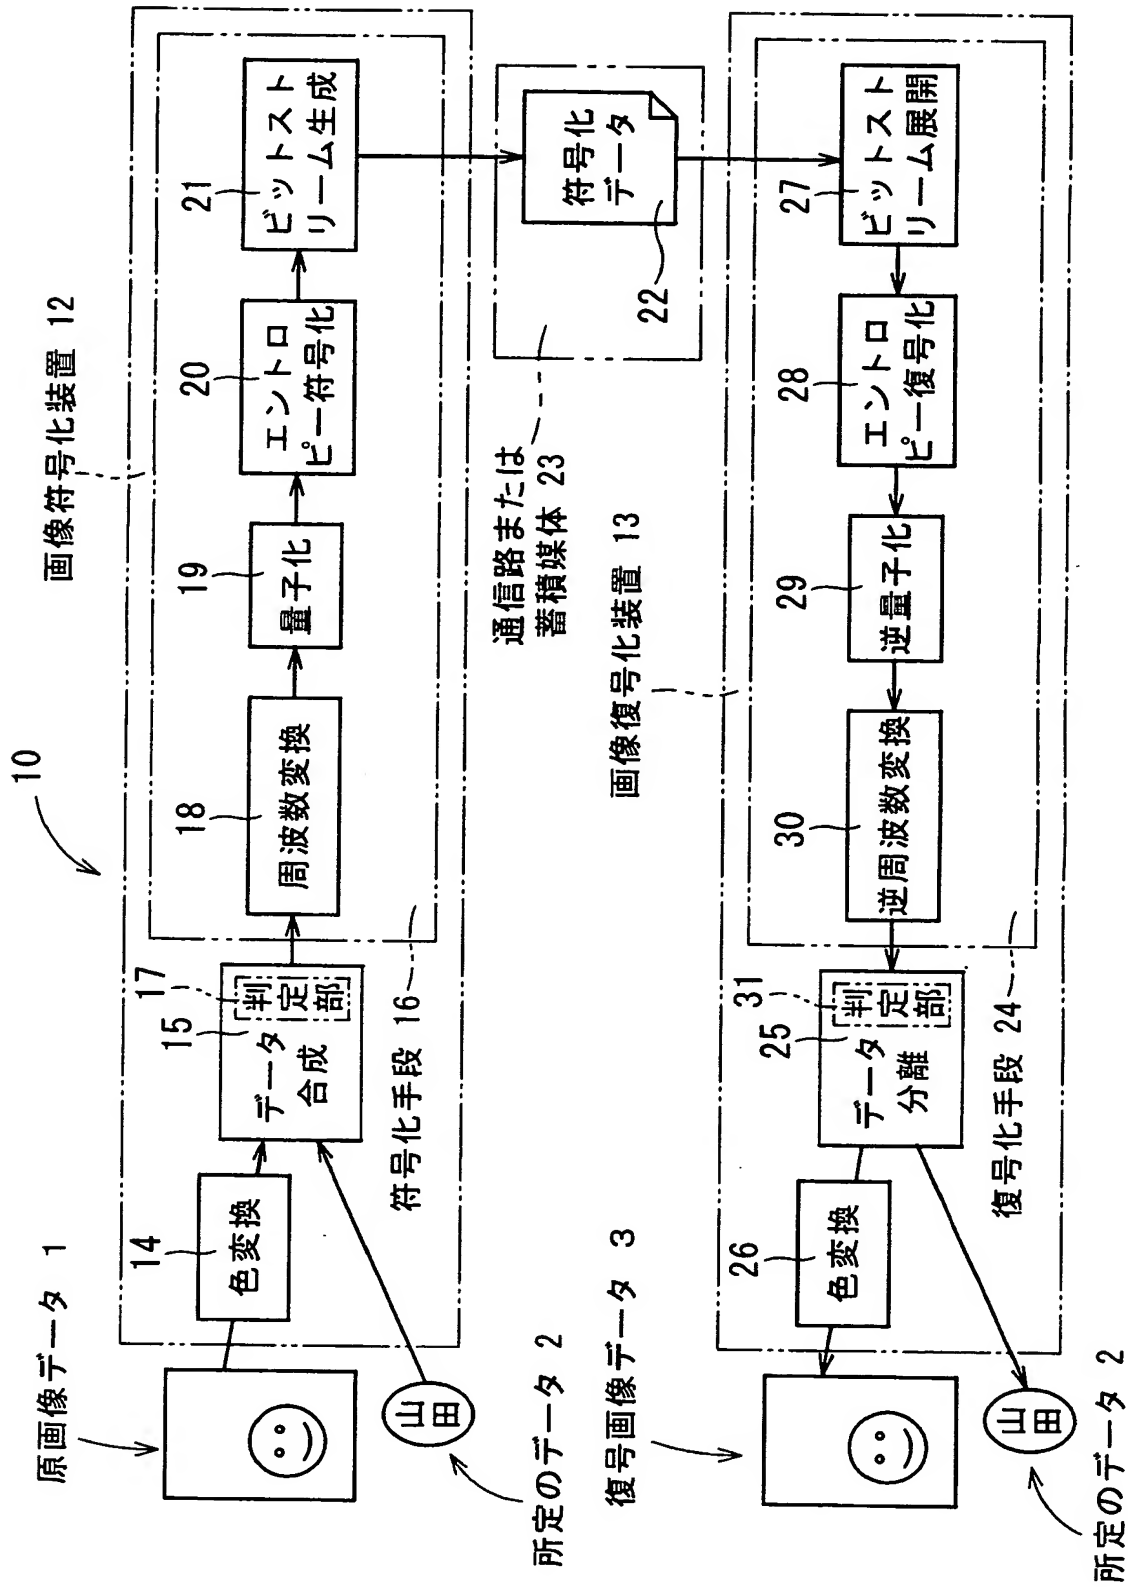 10
原画像データ 1
画像符号化装置 12
14
色変換
15
データ
合成
17
判
定
部
18
周波数変換
19
量子化
20
エントロ
ピー符号化
21
ビットスト
リーム生成
符号化手段 16
山
田
所定のデータ 2
通信路または
蓄積媒体 23
符号化
データ
22
復号画像データ 3
画像復号化装置 13
26
色変換
25
データ
分離
31
判
定
部
30
逆周波数変換
29
逆量子化
28
エントロ
ピー復号化
27
ビットスト
リーム展開
復号化手段 24
山
田
所定のデータ 2